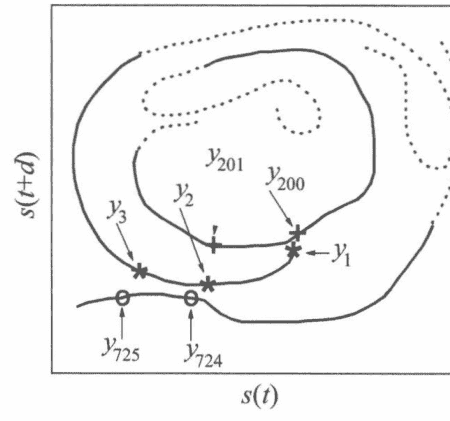 s(t+d)
y₂₀₁
y₂₀₀
y₂
y₃
y₁
y₇₂₅
y₇₂₄
s(t)